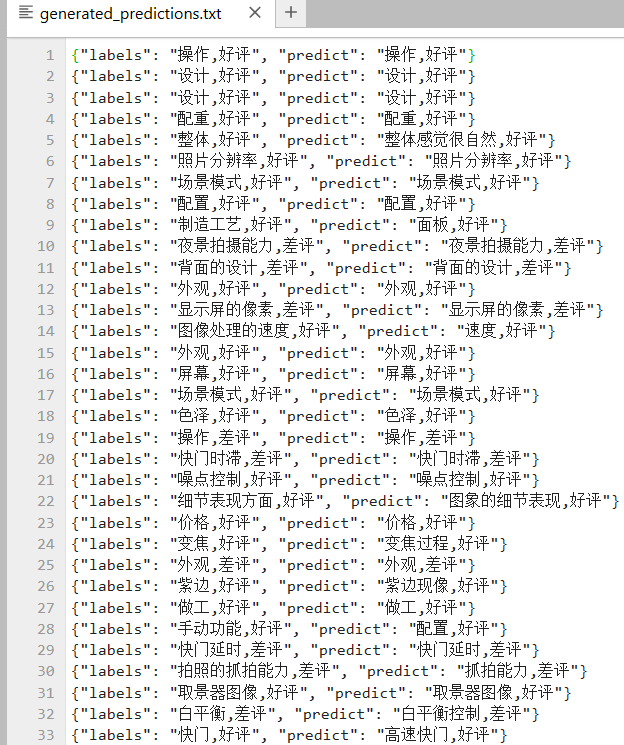 generated_predictions.txt
1 {"labels": "操作,好评", "predict": "操作,好评"}
2 {"labels": "设计,好评", "predict": "设计,好评"}
3 {"labels": "设计,好评", "predict": "设计,好评"}
4 {"labels": "配重,好评", "predict": "配重,好评"}
5 {"labels": "整体,好评", "predict": "整体感觉很自然,好评"}
6 {"labels": "照片分辨率,好评", "predict": "照片分辨率,好评"}
7 {"labels": "场景模式,好评", "predict": "场景模式,好评"}
8 {"labels": "配置,好评", "predict": "配置,好评"}
9 {"labels": "制造工艺,好评", "predict": "面板,好评"}
10 {"labels": "夜景拍摄能力,差评", "predict": "夜景拍摄能力,差评"}
11 {"labels": "背面的设计,差评", "predict": "背面的设计,差评"}
12 {"labels": "外观,好评", "predict": "外观,好评"}
13 {"labels": "显示屏的像素,差评", "predict": "显示屏的像素,差评"}
14 {"labels": "图像处理的速度,好评", "predict": "速度,好评"}
15 {"labels": "外观,好评", "predict": "外观,好评"}
16 {"labels": "屏幕,好评", "predict": "屏幕,好评"}
17 {"labels": "场景模式,好评", "predict": "场景模式,好评"}
18 {"labels": "色泽,好评", "predict": "色泽,好评"}
19 {"labels": "操作,差评", "predict": "操作,差评"}
20 {"labels": "快门时滞,差评", "predict": "快门时滞,差评"}
21 {"labels": "噪点控制,好评", "predict": "噪点控制,好评"}
22 {"labels": "细节表现方面,好评", "predict": "图象的细节表现,好评"}
23 {"labels": "价格,好评", "predict": "价格,好评"}
24 {"labels": "变焦,好评", "predict": "变焦过程,好评"}
25 {"labels": "外观,差评", "predict": "外观,差评"}
26 {"labels": "紫边,好评", "predict": "紫边现像,好评"}
27 {"labels": "做工,好评", "predict": "做工,好评"}
28 {"labels": "手动功能,好评", "predict": "配置,好评"}
29 {"labels": "快门延时,差评", "predict": "快门延时,差评"}
30 {"labels": "拍照的抓拍能力,差评", "predict": "抓拍能力,差评"}
31 {"labels": "取景器图像,好评", "predict": "取景器图像,好评"}
32 {"labels": "白平衡,差评", "predict": "白平衡控制,差评"}
33 {"labels": "快门,好评", "predict": "高速快门,好评"}